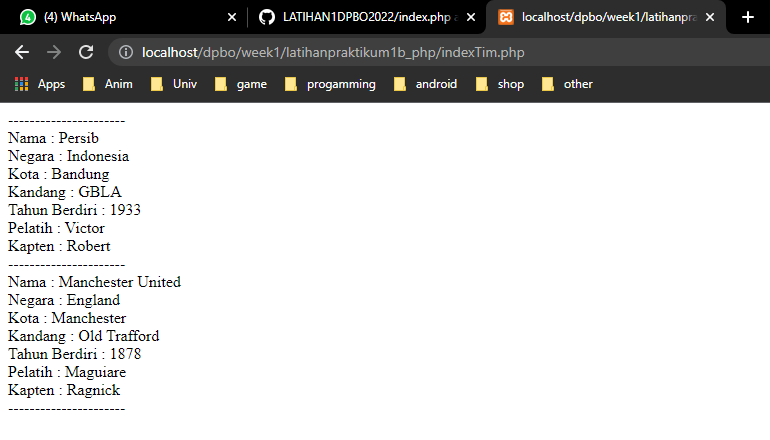 4 (4) WhatsApp
LATIHAN1DPBO2022/index.php a
localhost/dpbo/week1/latihanpra
localhost/dpbo/week1/latihanpraktikum1b_php/indexTim.php
Apps Anim Univ game progamming android shop other
----------------------
Nama : Persib
Negara : Indonesia
Kota : Bandung
Kandang : GBLA
Tahun Berdiri : 1933
Pelatih : Victor
Kapten : Robert
----------------------
Nama : Manchester United
Negara : England
Kota : Manchester
Kandang : Old Trafford
Tahun Berdiri : 1878
Pelatih : Maguiare
Kapten : Ragnick
----------------------